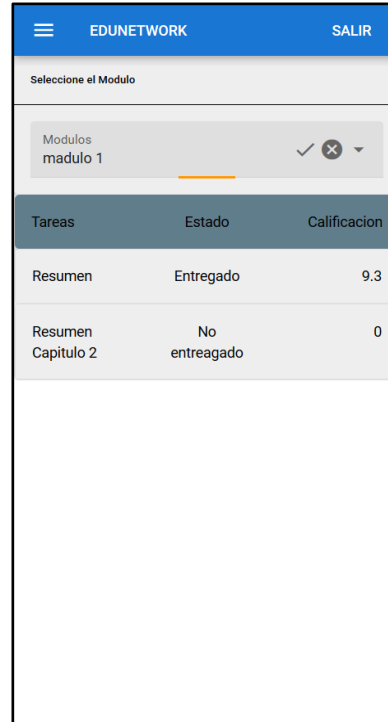 EDUNETWORK SALIR
Seleccione el Modulo
Modulos
madulo 1
Tareas Estado Calificacion
Resumen Entregado 9.3
Resumen No 0
Capitulo 2 entreagado